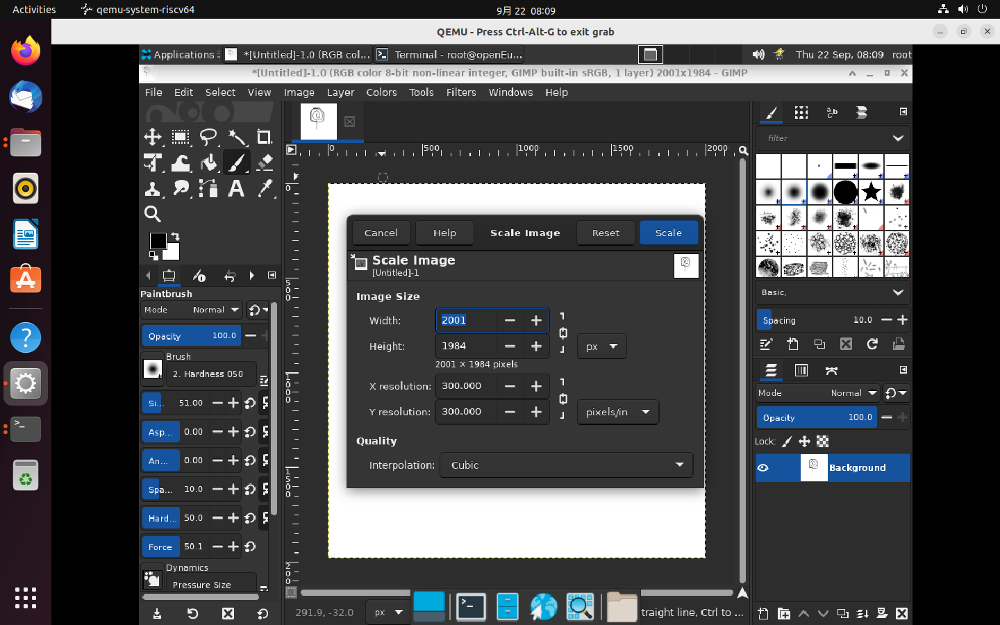 Activities
qemu-system-riscv64
9月 22 08:09
QEMU - Press Ctrl-Alt-G to exit grab
Applications
*[Untitled]-1.0 (RGB col...
Terminal - root@openEu...
Thu 22 Sep, 08:09
root
*[Untitled]-1.0 (RGB color 8-bit non-linear integer, GIMP built-in sRGB, 1 layer) 2001x1984 – GIMP
File Edit Select View Image Layer Colors Tools Filters Windows Help
0 500 1000 1500 2000
filter
Cancel
Help
Scale Image
Reset
Scale
Scale Image
[Untitled]-1
Image Size
Width: 2001
Height: 1984
px
2001 × 1984 pixels
X resolution: 300.000
Y resolution: 300.000
pixels/in
Quality
Interpolation: Cubic
Paintbrush
Mode Normal
Opacity 100.0
Brush
2. Hardness 050
Si... 51.00
Asp... 0.00
An... 0.00
Spa... 10.0
Hard... 50.0
Force 50.1
Dynamics
Pressure Size
0
500
1000
1500
200
Basic,
Spacing 10.0
Mode Normal
Opacity 100.0
Lock:
Background
291.9, -32.0
px
traight line, Ctrl to ...